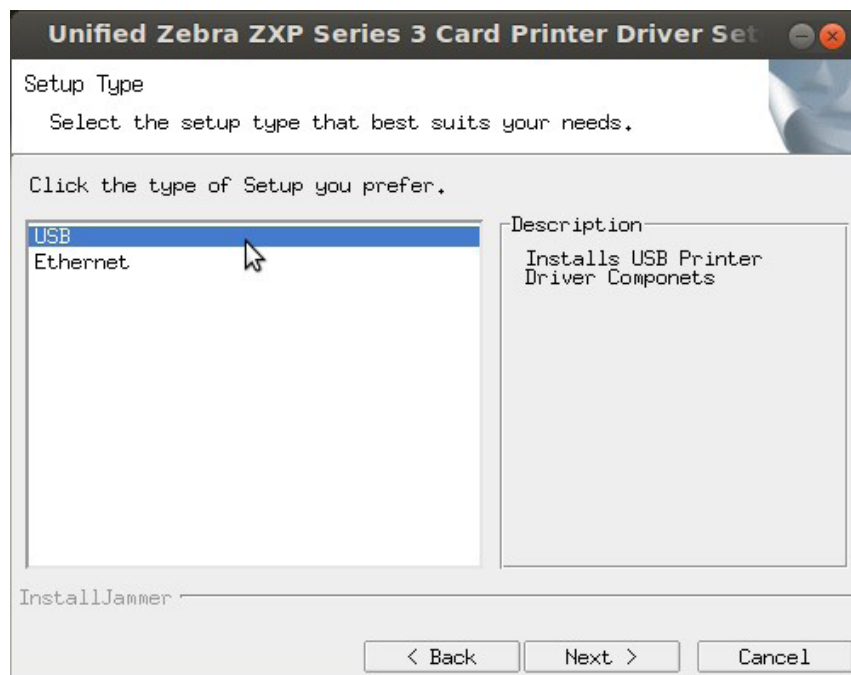 Unified Zebra ZXP Series 3 Card Printer Driver Set
Setup Type
Select the setup type that best suits your needs.
Click the type of Setup you prefer.
USB
Ethernet
Description
Installs USB Printer
Driver Componets
InstallJammer
< Back
Next >
Cancel